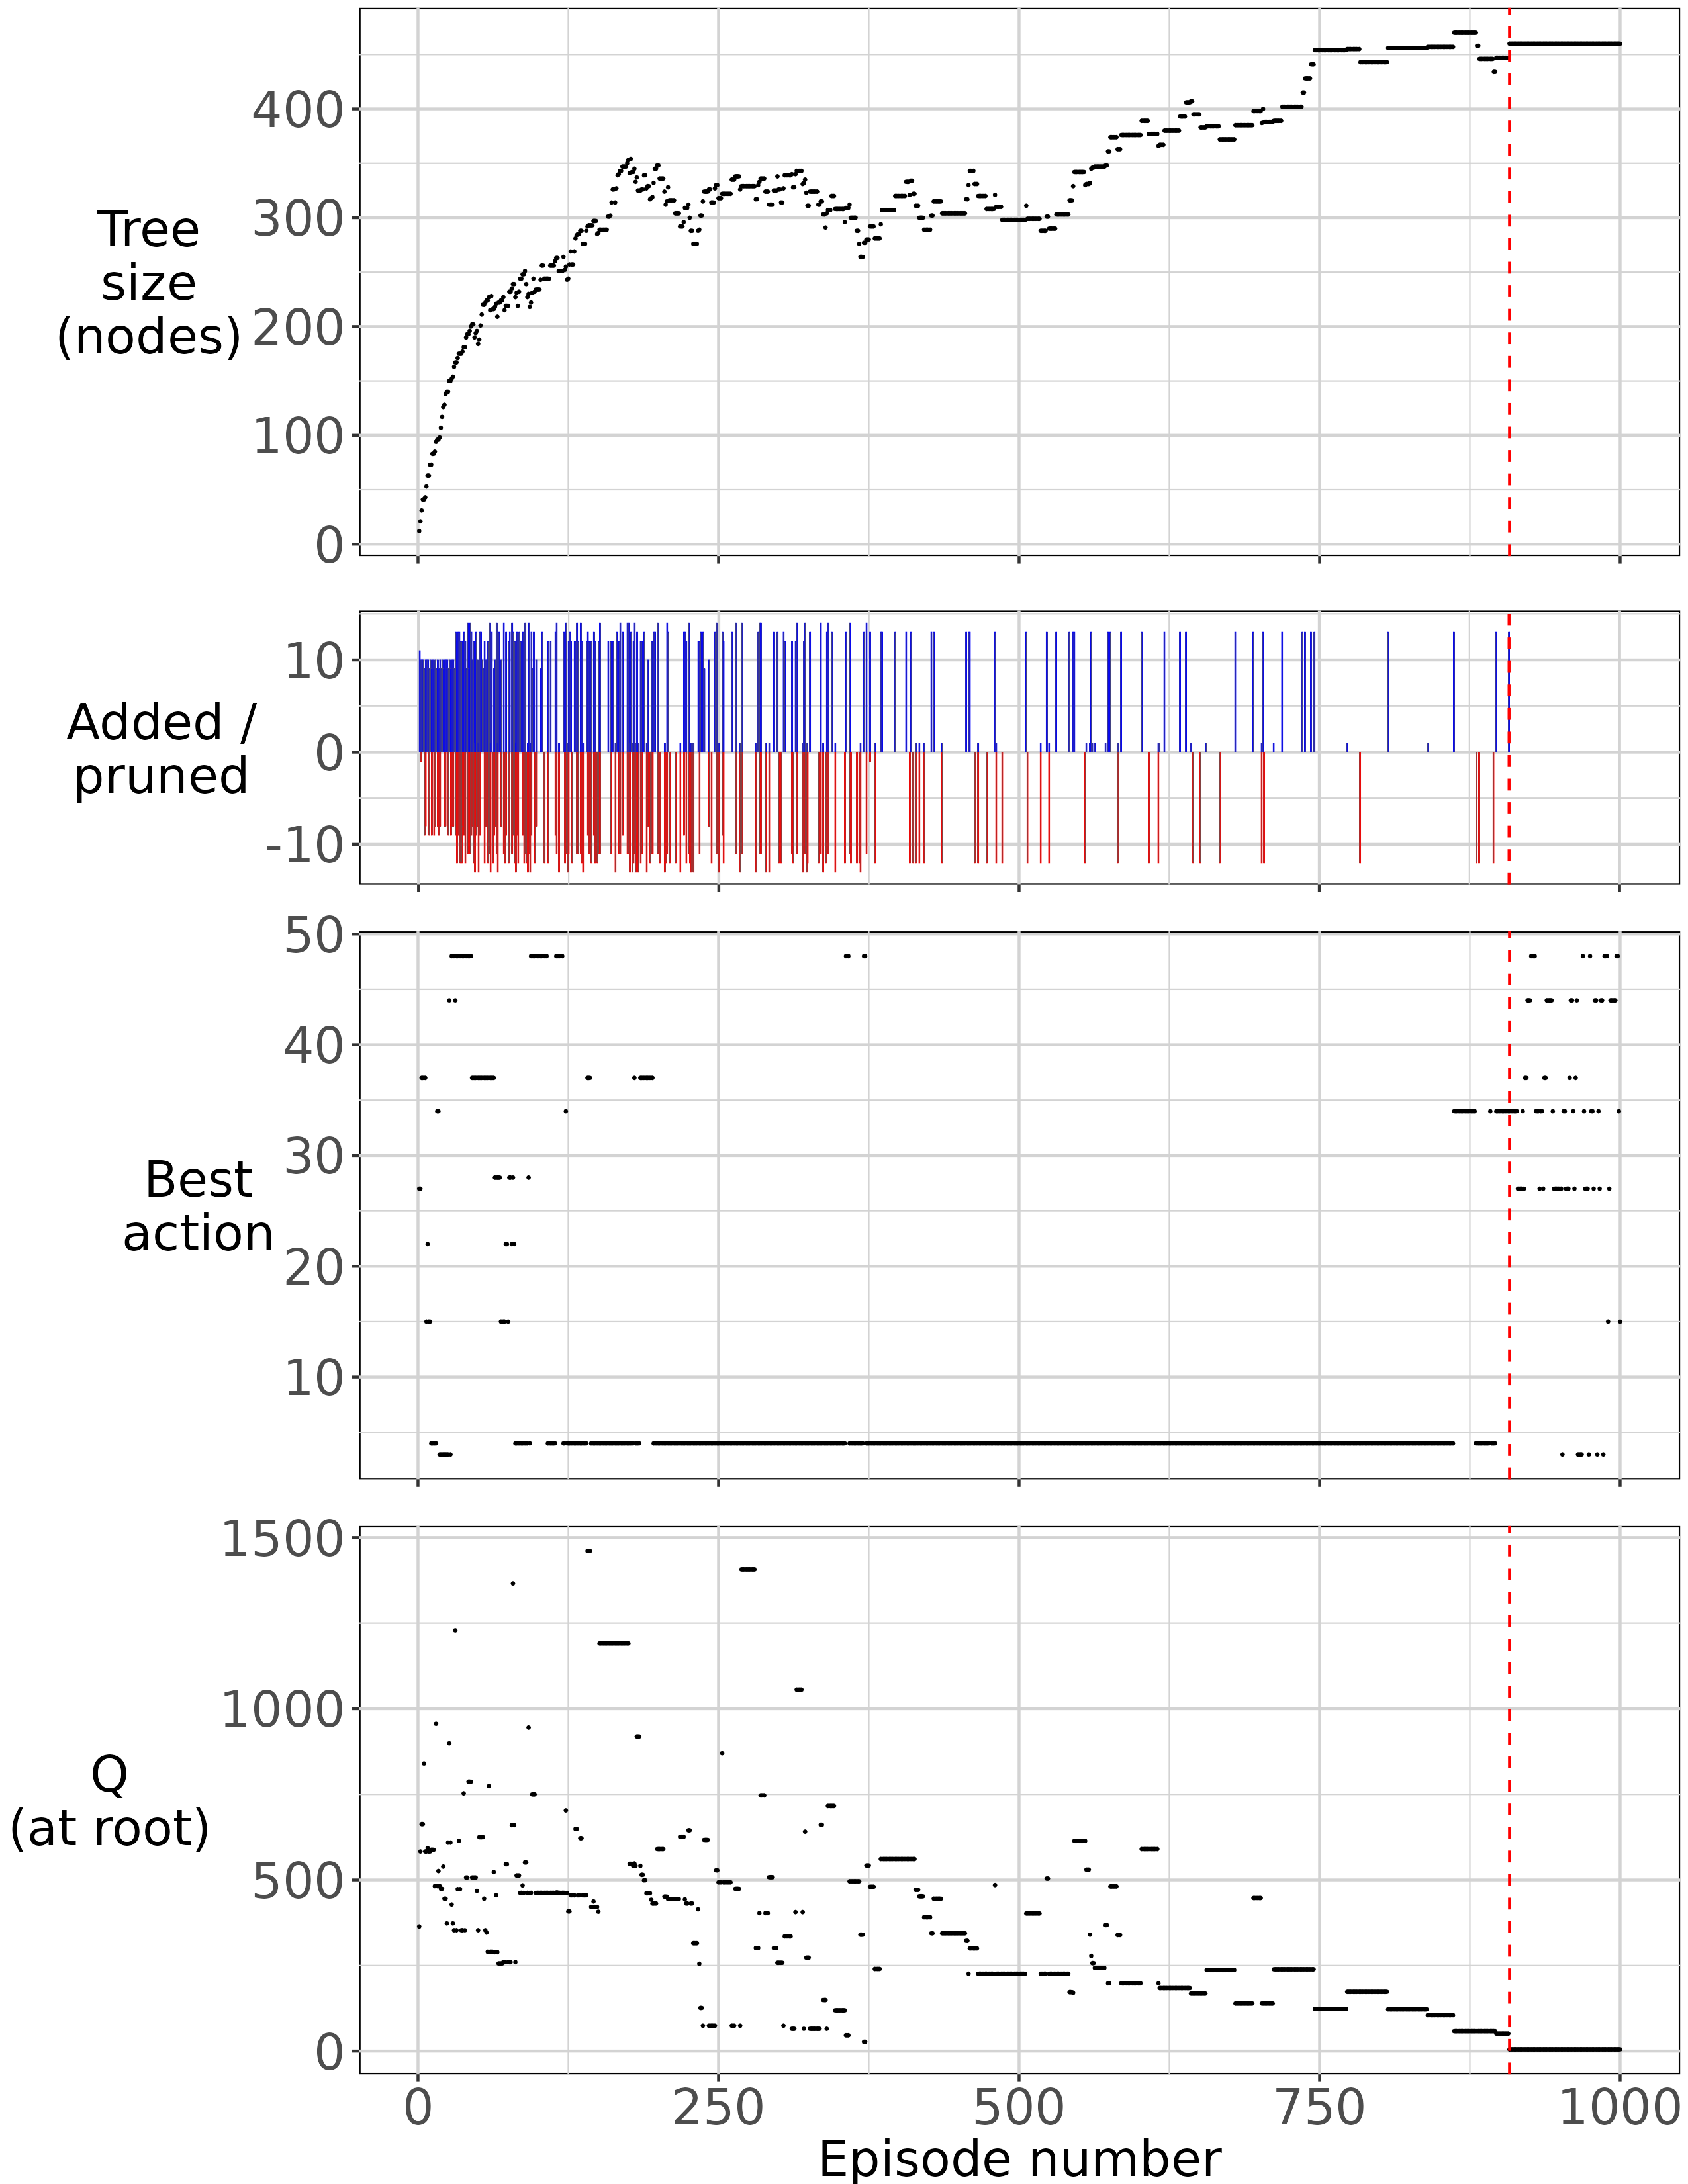 400
300
200
100
0
Tree
size
(nodes)
10
0
-10
Added /
pruned
50
40
30
20
10
Best
action
1500
1000
500
0
Q
(at root)
0 250 500 750 1000
Episode number